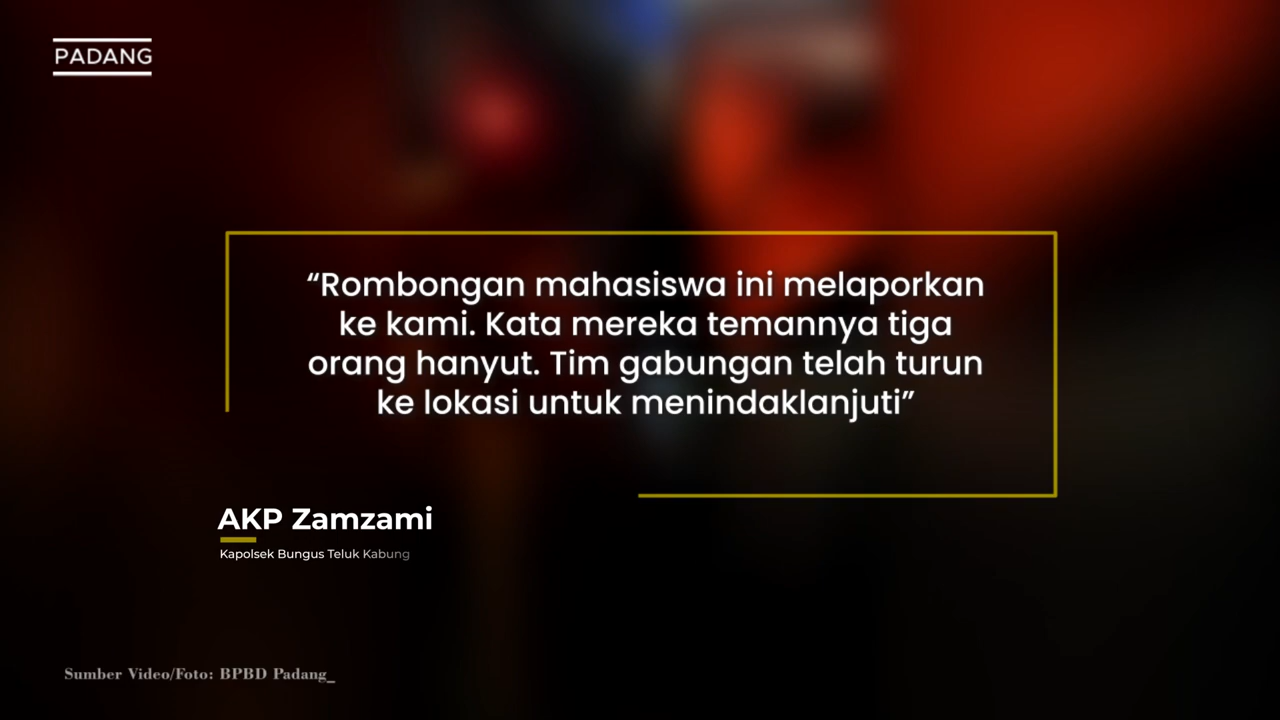 PADANG
“Rombongan mahasiswa ini melaporkan
ke kami. Kata mereka temannya tiga
orang hanyut. Tim gabungan telah turun
ke lokasi untuk menindaklanjuti”
AKP Zamzami
Kapolsek Bungus Teluk Kabung
Sumber Video/Foto: BPBD Padang_